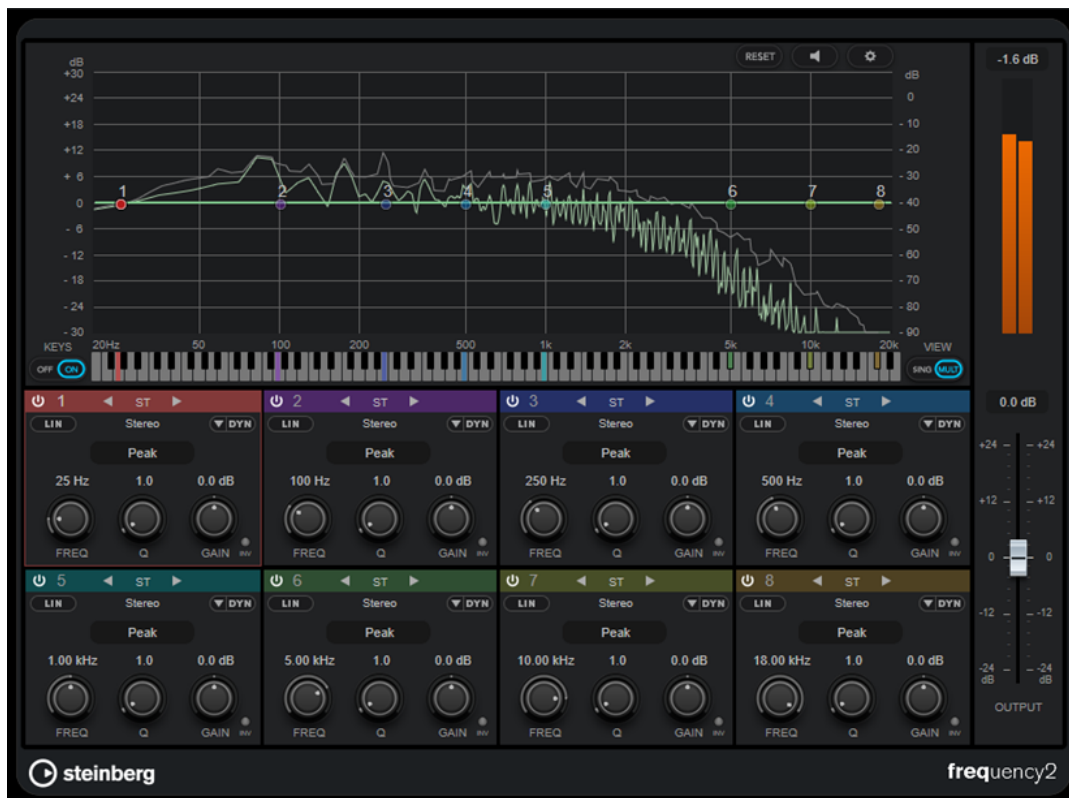 RESET
-1.6 dB
dB
+30
+24
+18
+12
+ 6
0
- 6
- 12
- 18
- 24
- 30
1 2 3 4 5 6 7 8
dB
0
- 10
- 20
- 30
- 40
- 50
- 60
- 70
- 80
- 90
KEYS 20Hz 50 100 200 500 1k 2k 5k 10k 20k VIEW
OFF ON SING MULT
1 ST 2 ST 3 ST 4 ST 0.0 dB
LIN Stereo DYN LIN Stereo DYN LIN Stereo DYN LIN Stereo DYN
Peak Peak Peak Peak
25 Hz 1.0 0.0 dB 100 Hz 1.0 0.0 dB 250 Hz 1.0 0.0 dB 500 Hz 1.0 0.0 dB
FREQ Q GAIN INV FREQ Q GAIN INV FREQ Q GAIN INV FREQ Q GAIN INV
5 ST 6 ST 7 ST 8 ST
LIN Stereo DYN LIN Stereo DYN LIN Stereo DYN LIN Stereo DYN
Peak Peak Peak Peak
1.00 kHz 1.0 0.0 dB 5.00 kHz 1.0 0.0 dB 10.00 kHz 1.0 0.0 dB 18.00 kHz 1.0 0.0 dB
FREQ Q GAIN INV FREQ Q GAIN INV FREQ Q GAIN INV FREQ Q GAIN INV
+24 +24
+12 +12
0 0
-12 -12
-24 -24
dB dB
OUTPUT
steinberg frequency2